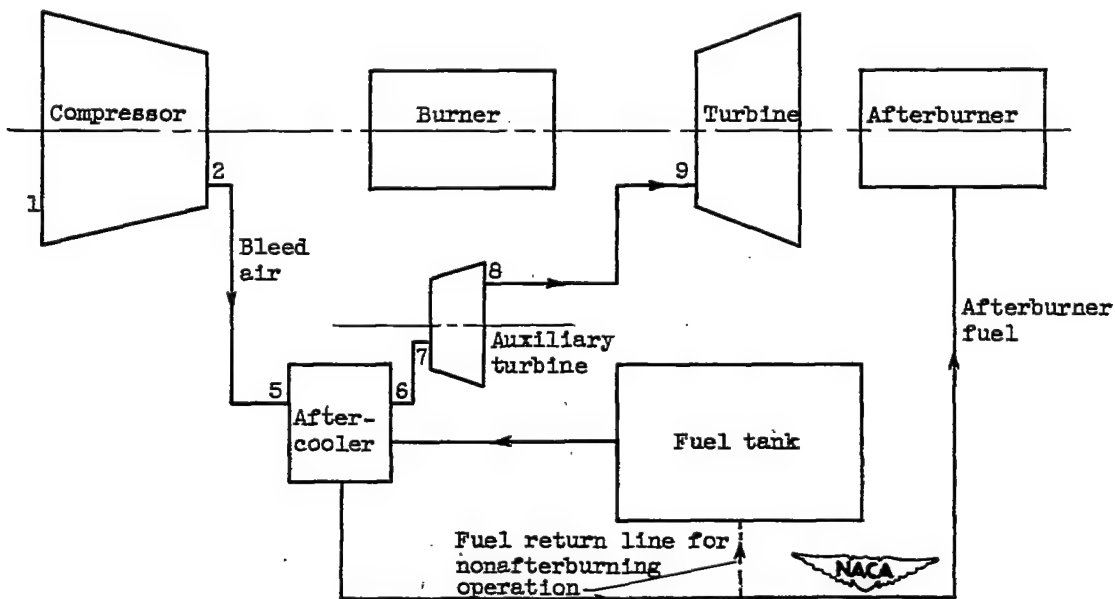 Compressor
Burner
Turbine
Afterburner
1
2
9
Bleed
air
8
Auxiliary
turbine
7
Afterburner
fuel
5
6
After-
cooler
Fuel tank
Fuel return line for
nonafterburning
operation
NACA